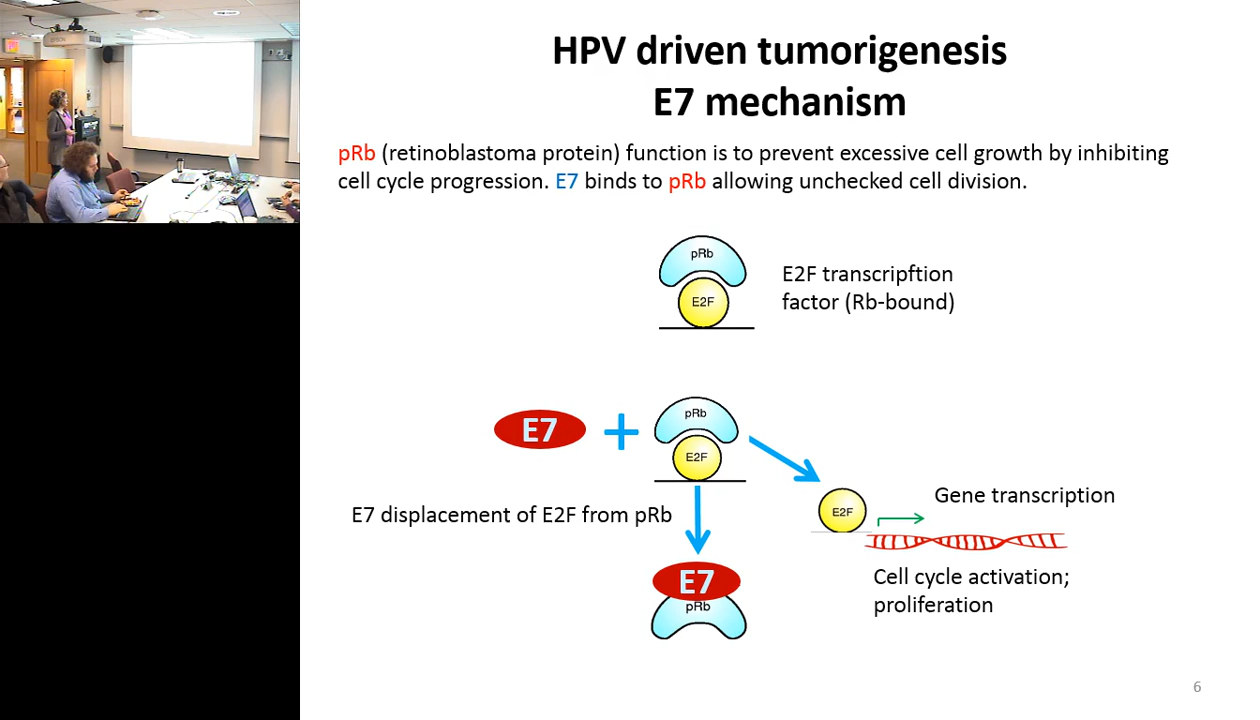 HPV driven tumorigenesis
E7 mechanism
pRb (retinoblastoma protein) function is to prevent excessive cell growth by inhibiting
cell cycle progression. E7 binds to pRb allowing unchecked cell division.
pRb
E2F
E2F transcripftion
factor (Rb-bound)
E7
+
pRb
E2F
E7 displacement of E2F from pRb
E2F
Gene transcription
Cell cycle activation;
proliferation
E7
pRb
6